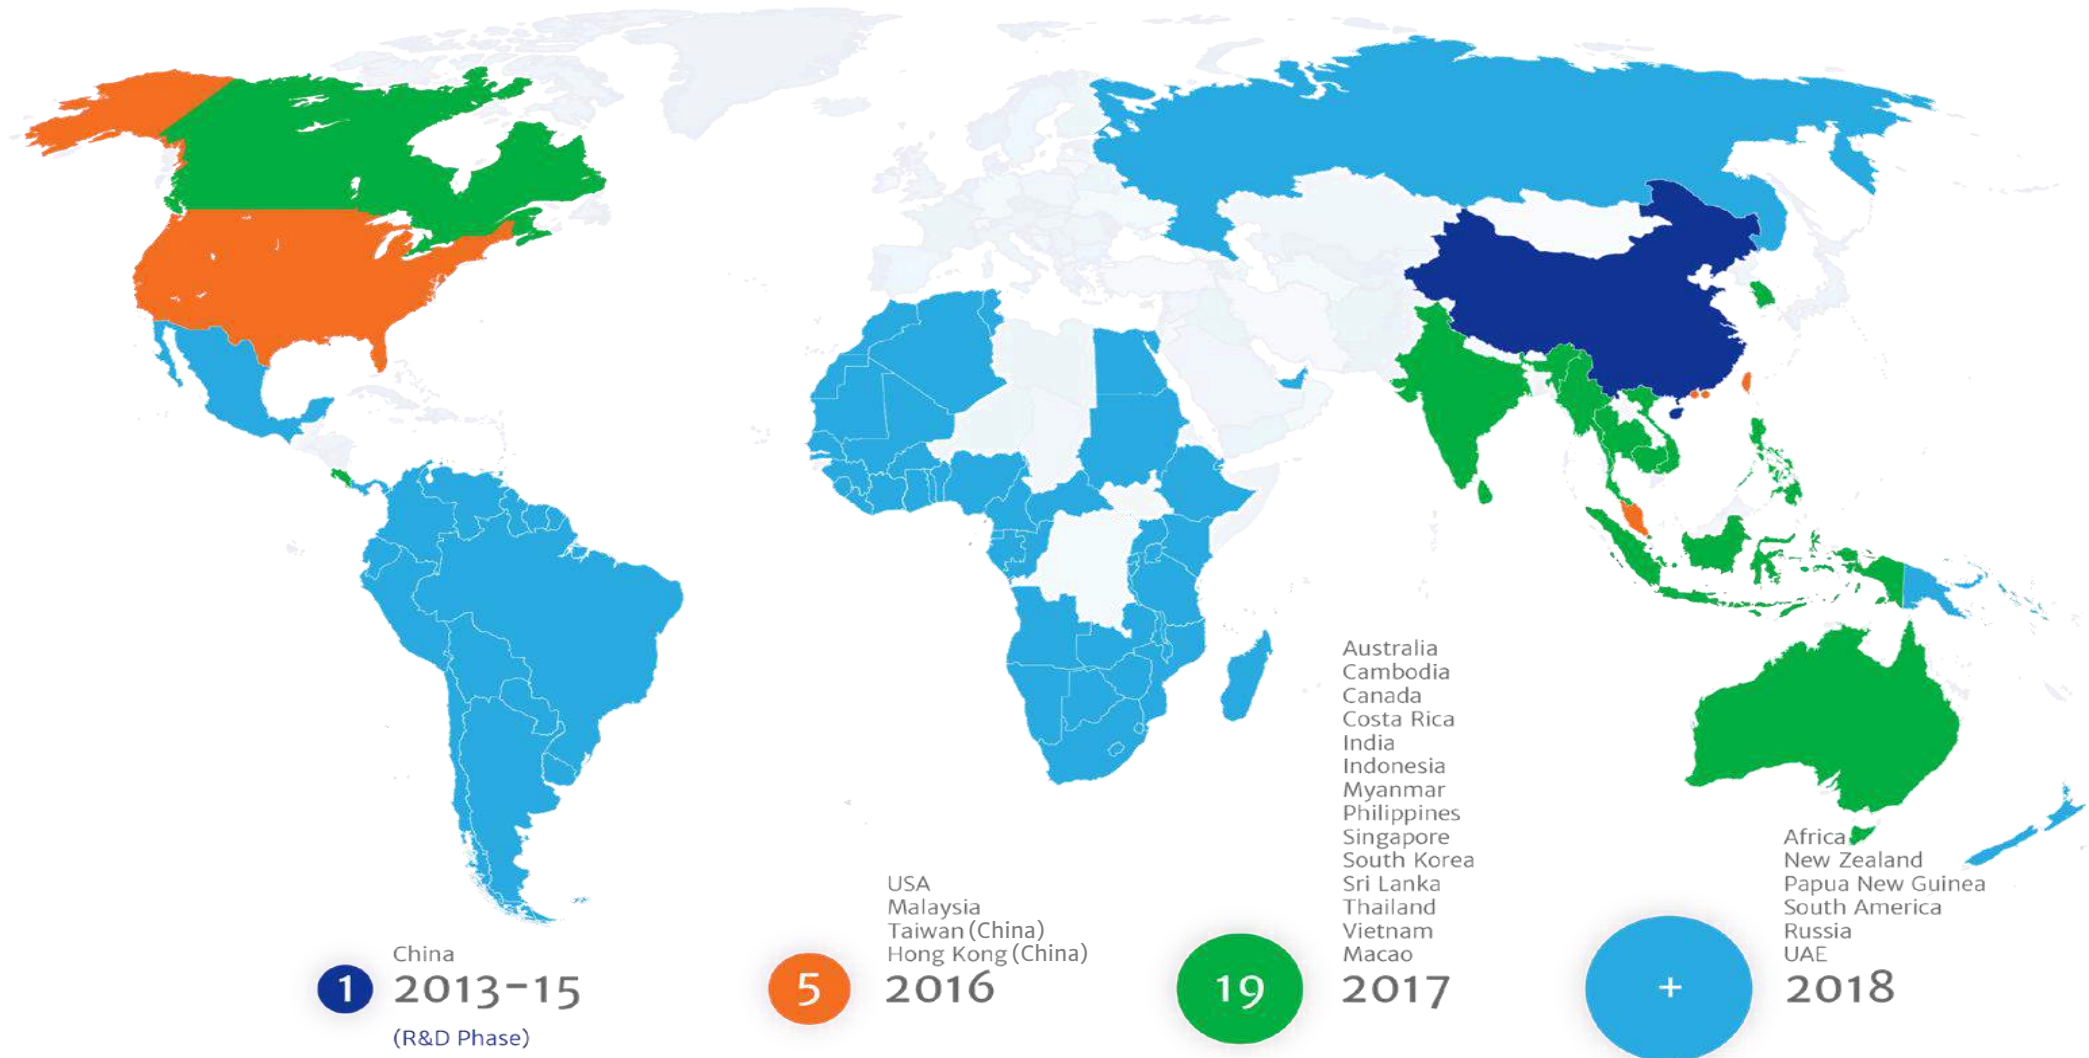 1
China
2013-15
(R&D Phase)
5
USA
Malaysia
Taiwan (China)
Hong Kong (China)
2016
19
Australia
Cambodia
Canada
Costa Rica
India
Indonesia
Myanmar
Philippines
Singapore
South Korea
Sri Lanka
Thailand
Vietnam
Macao
2017
+
Africa
New Zealand
Papua New Guinea
South America
Russia
UAE
2018